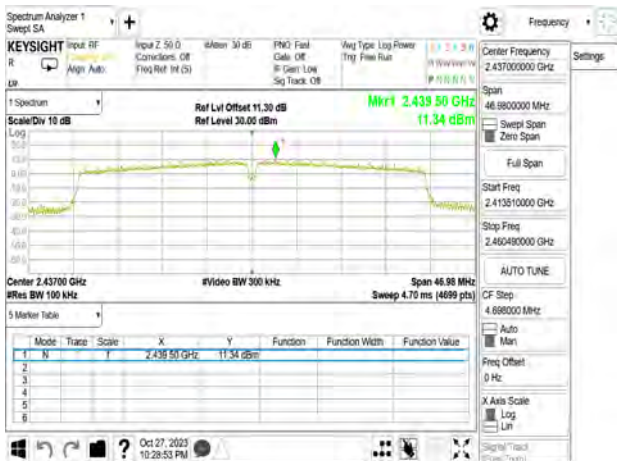 Spectrum Analyzer 1
Swept SA
Frequency
KEYSIGHT
Input: RF
Input Z: 50 Ω
#Atten: 30 dB
PNO: Fast
Avg Type: Log-Power
R
Align: Auto
Corrections: Off
Gate: Off
Trig: Free Run
Freq Ref: Int (S)
IF Gain: Low
Sig Track: Off
P N N N N N
1 Spectrum
Scale/Div 10 dB
Ref Lvl Offset 11.30 dB
Ref Level 30.00 dBm
Mkr1 2.439 50 GHz
11.34 dBm
Log
Center 2.43700 GHz
#Res BW 100 kHz
#Video BW 300 kHz
Span 46.98 MHz
Sweep 4.70 ms (4699 pts)
5 Marker Table
Mode Trace Scale X Y Function Function Width Function Value
1 N f 2.439 50 GHz 11.34 dBm
2
3
4
5
6
Oct 27, 2023
10:28:53 PM
Center Frequency
2.437000000 GHz
Settings
Span
46.9800000 MHz
Swept Span
Zero Span
Full Span
Start Freq
2.413510000 GHz
Stop Freq
2.460490000 GHz
AUTO TUNE
CF Step
4.698000 MHz
Auto
Man
Freq Offset
0 Hz
X Axis Scale
Log
Lin
Signal Track